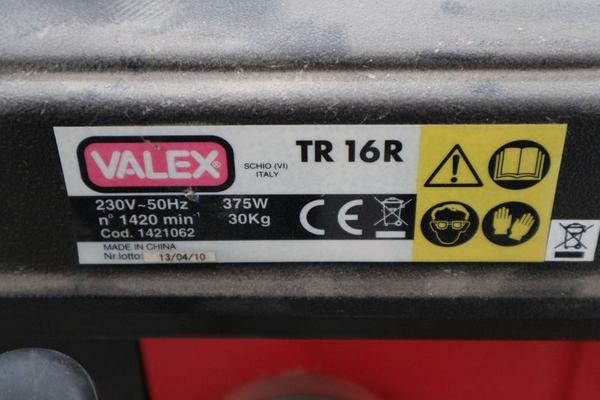 VALEX®
SCHIO (VI)
ITALY
TR 16R
230V~50Hz 375W
n° 1420 min⁻¹ 30Kg
Cod. 1421062
CE
MADE IN CHINA
Nr.lotto: 13/04/10